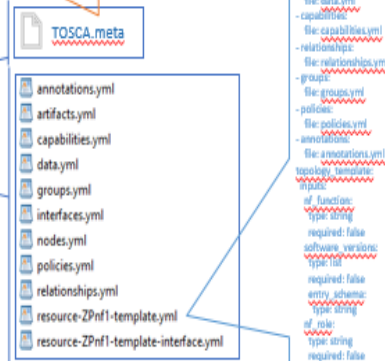 TOSCA.meta
annotations.yml
artifacts.yml
capabilities.yml
data.yml
groups.yml
interfaces.yml
nodes.yml
policies.yml
relationships.yml
resource-ZPnf1-template.yml
resource-ZPnf1-template-interface.yml
file: data.yml
- capabilities:
file: capabilities.yml
- relationships:
file: relationships.yml
- groups:
file: groups.yml
- policies:
file: policies.yml
- annotations:
file: annotations.yml
topology_template:
inputs:
nf_function:
type: string
required: false
software_versions:
type: list
required: false
entry_schema:
type: string
nf_role:
type: string
required: false